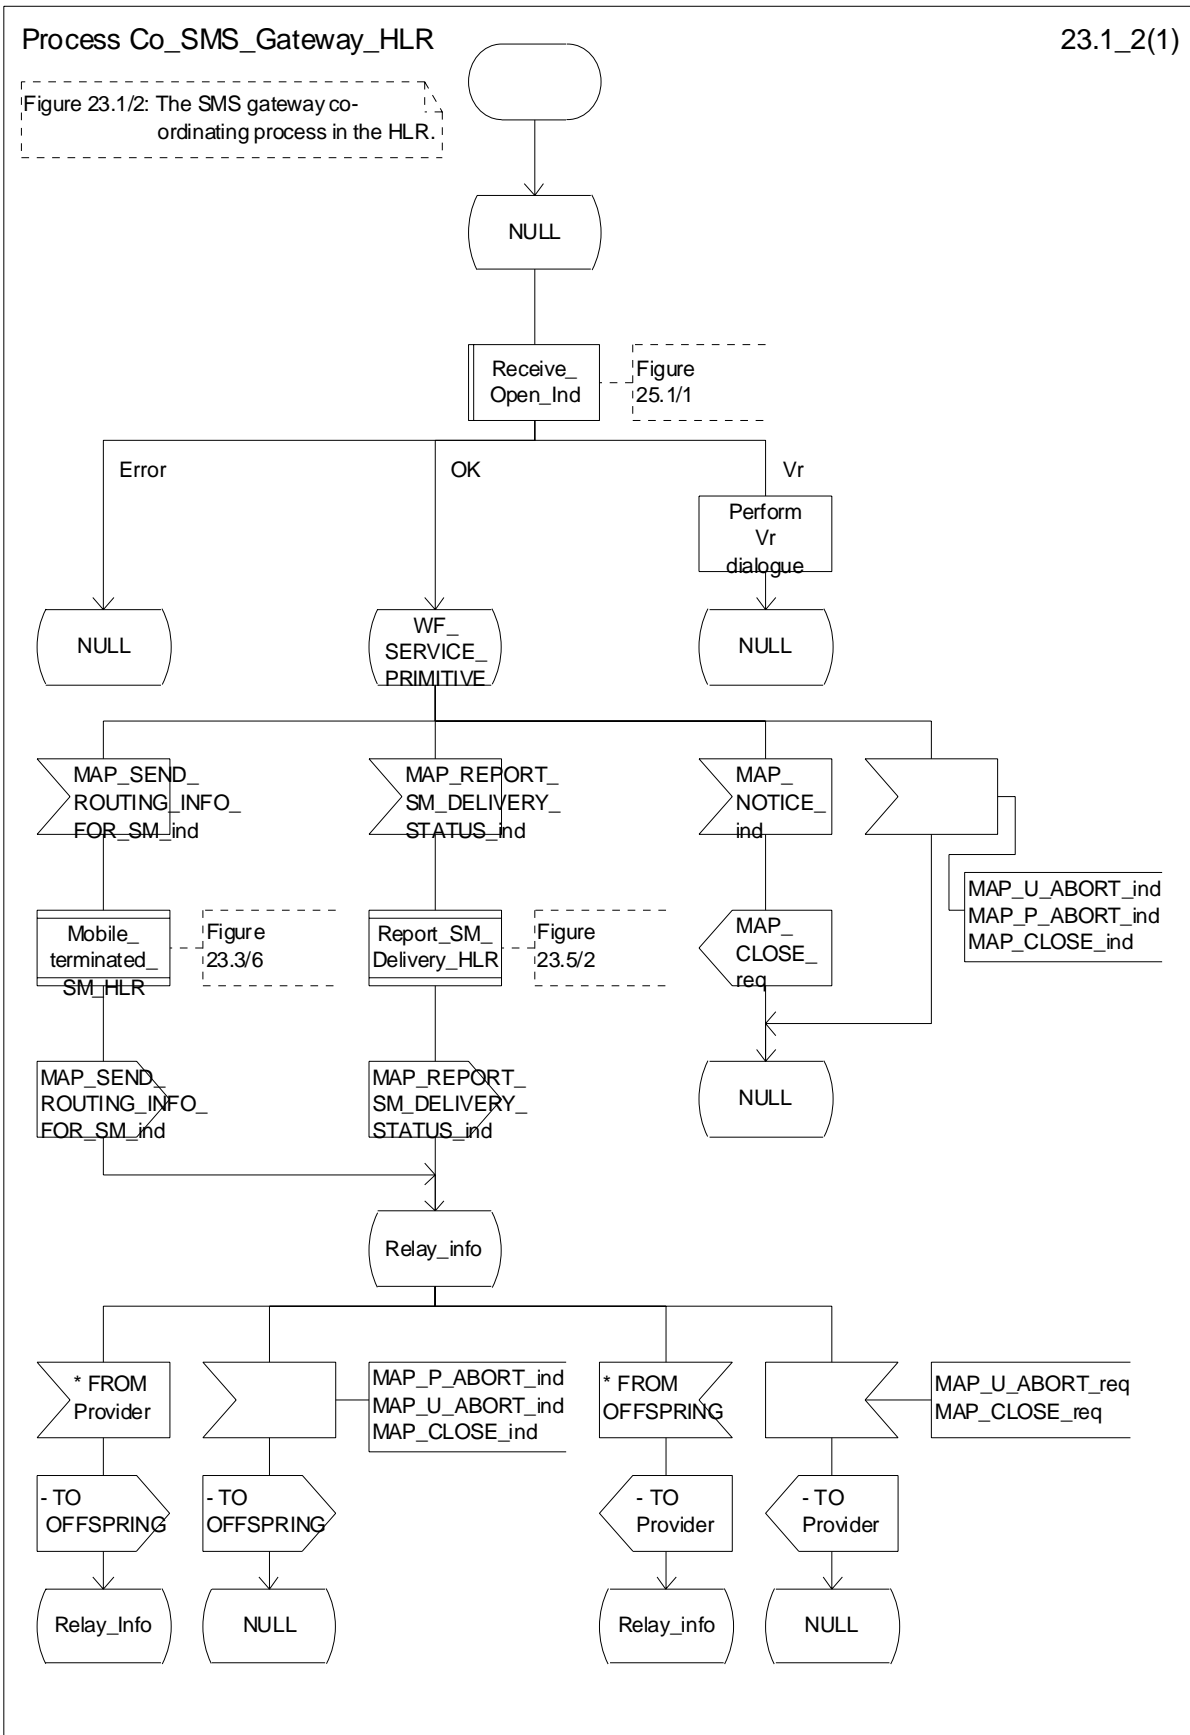 Process Co_SMS_Gateway_HLR
23.1_2(1)
Figure 23.1/2: The SMS gateway co-
ordinating process in the HLR.
NULL
Receive_
Open_Ind
Figure
25.1/1
Error
OK
Vr
Perform
Vr
dialogue
NULL
WF_
SERVICE_
PRIMITIVE
NULL
MAP_SEND_
ROUTING_INFO_
FOR_SM_ind
MAP_REPORT_
SM_DELIVERY_
STATUS_ind
MAP_
NOTICE_
ind
MAP_U_ABORT_ind
MAP_P_ABORT_ind
MAP_CLOSE_ind
Mobile_
terminated_
SM_HLR
Figure
23.3/6
Report_SM_
Delivery_HLR
Figure
23.5/2
MAP_
CLOSE_
req
MAP_SEND_
ROUTING_INFO_
FOR_SM_ind
MAP_REPORT_
SM_DELIVERY_
STATUS_ind
NULL
Relay_info
* FROM
Provider
MAP_P_ABORT_ind
MAP_U_ABORT_ind
MAP_CLOSE_ind
* FROM
OFFSPRING
MAP_U_ABORT_req
MAP_CLOSE_req
- TO
OFFSPRING
- TO
OFFSPRING
- TO
Provider
- TO
Provider
Relay_Info
NULL
Relay_info
NULL